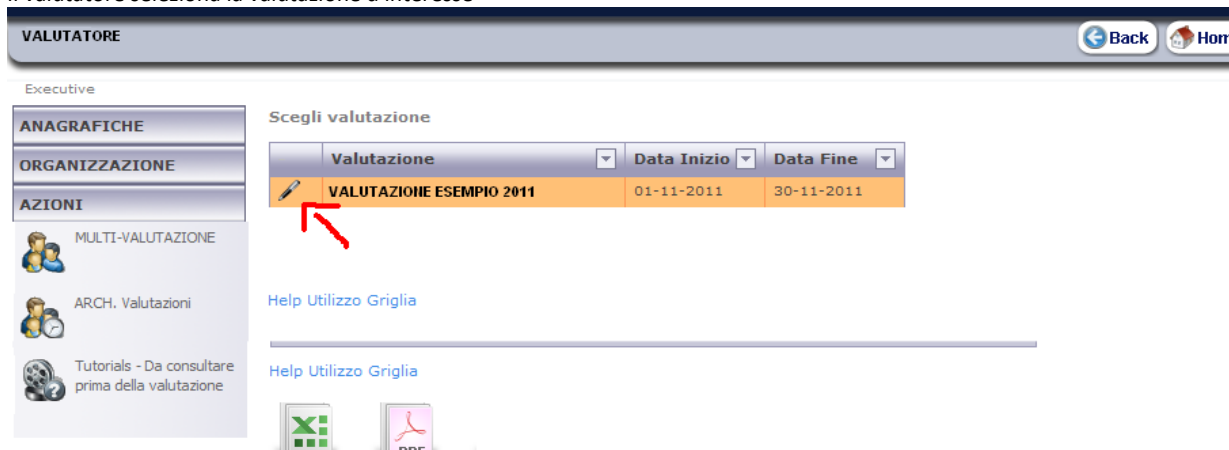 VALUTATORE
Back
Executive
ANAGRAFICHE
ORGANIZZAZIONE
AZIONI
MULTI-VALUTAZIONE
ARCH. Valutazioni
Tutorials - Da consultare
prima della valutazione
Scegli valutazione
Valutazione Data Inizio Data Fine
VALUTAZIONE ESEMPIO 2011 01-11-2011 30-11-2011
Help Utilizzo Griglia
Help Utilizzo Griglia